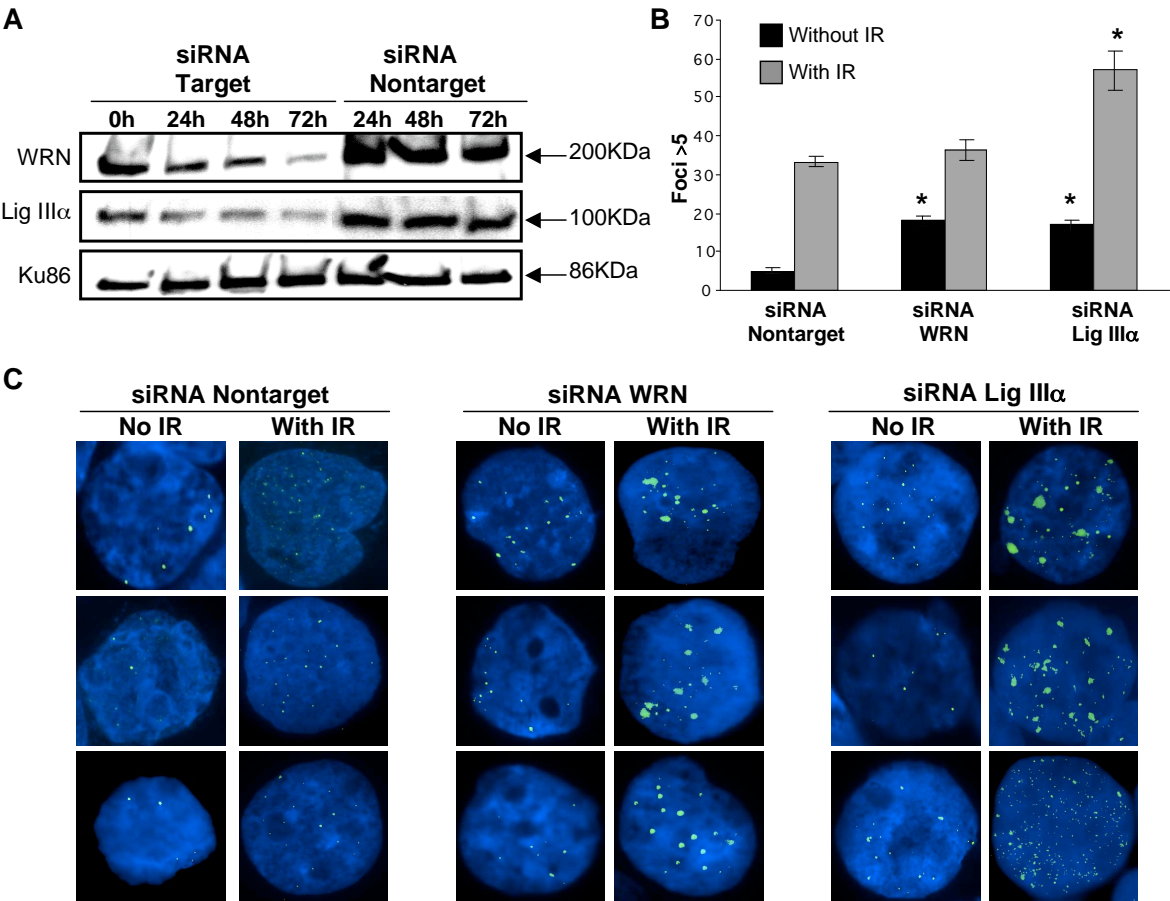 A
siRNA Target
siRNA Nontarget
0h 24h 48h 72h 24h 48h 72h
WRN
200KDa
Lig IIIα
100KDa
Ku86
86KDa
B
70
60
50
40
30
20
10
0
Foci >5
Without IR
With IR
*
*
*
siRNA Nontarget
siRNA WRN
siRNA Lig IIIα
C
siRNA Nontarget
No IR With IR
siRNA WRN
No IR With IR
siRNA Lig IIIα
No IR With IR